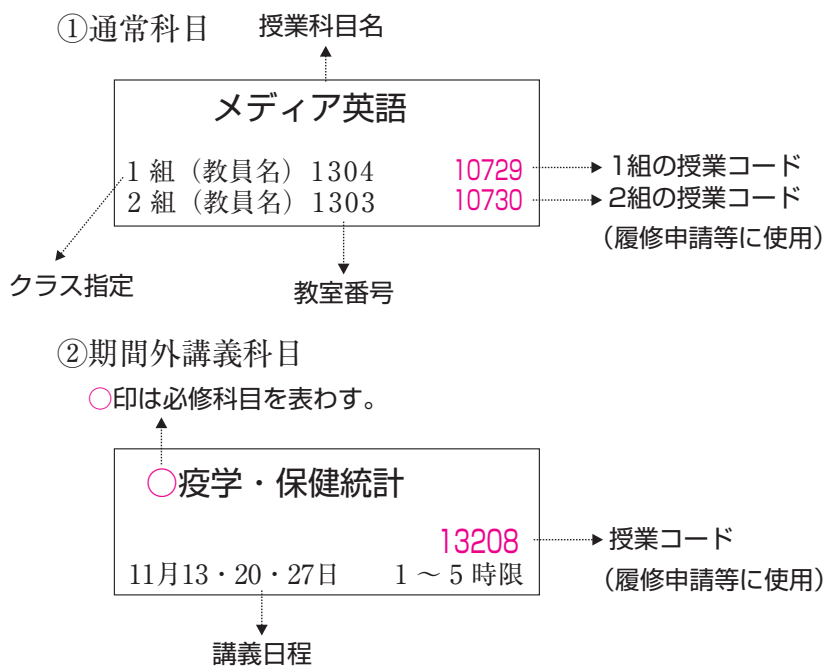 ①通常科目
授業科目名
メディア英語
1 組（教員名）1304 10729 1組の授業コード
2 組（教員名）1303 10730 2組の授業コード
（履修申請等に使用）
クラス指定
教室番号
②期間外講義科目
○印は必修科目を表わす。
○疫学・保健統計
13208 授業コード
11月13・20・27日 1～5時限 （履修申請等に使用）
講義日程